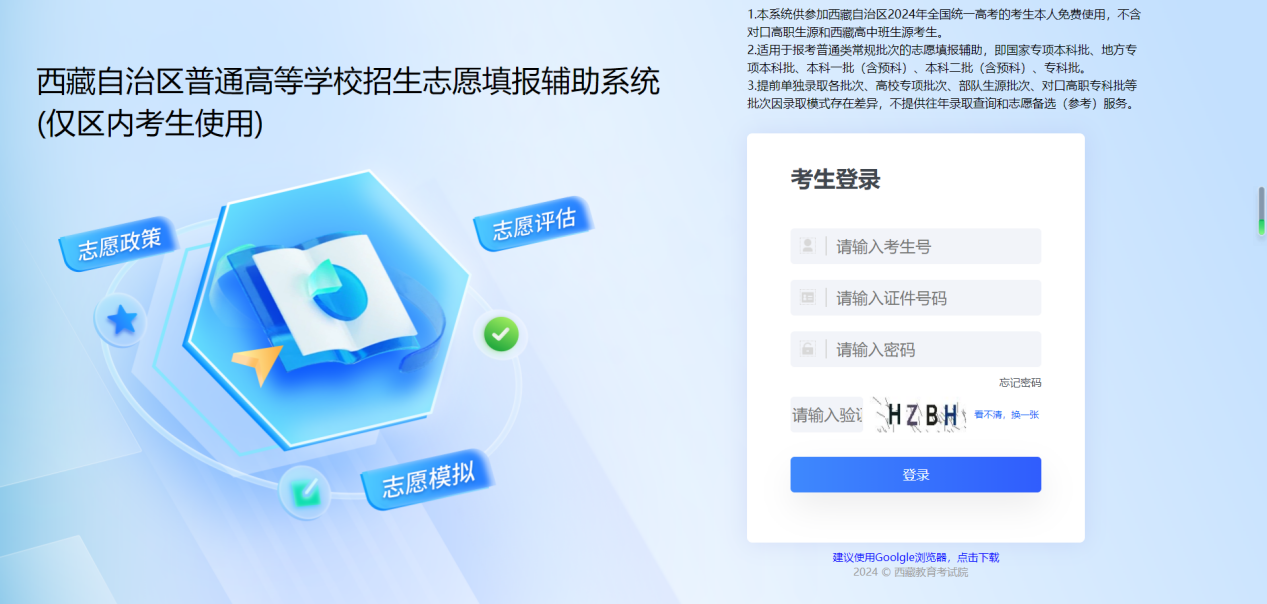 西藏自治区普通高等学校招生志愿填报辅助系统
(仅区内考生使用)
志愿政策
志愿评估
志愿模拟
1.本系统供参加西藏自治区2024年全国统一高考的考生本人免费使用，不含
对口高职生源和西藏高中班生源考生。
2.适用于报考普通类常规批次的志愿填报辅助，即国家专项本科批、地方专
项本科批、本科一批（含预科）、本科二批（含预科）、专科批。
3.提前单独录取各批次、高校专项批次、部队生源批次、对口高职专科批等
批次因录取模式存在差异，不提供往年录取查询和志愿备选（参考）服务。
考生登录
请输入考生号
请输入证件号码
请输入密码
忘记密码
请输入验证 HZBH 看不清，换一张
登录
建议使用Goolgle浏览器，点击下载
2024 © 西藏教育考试院